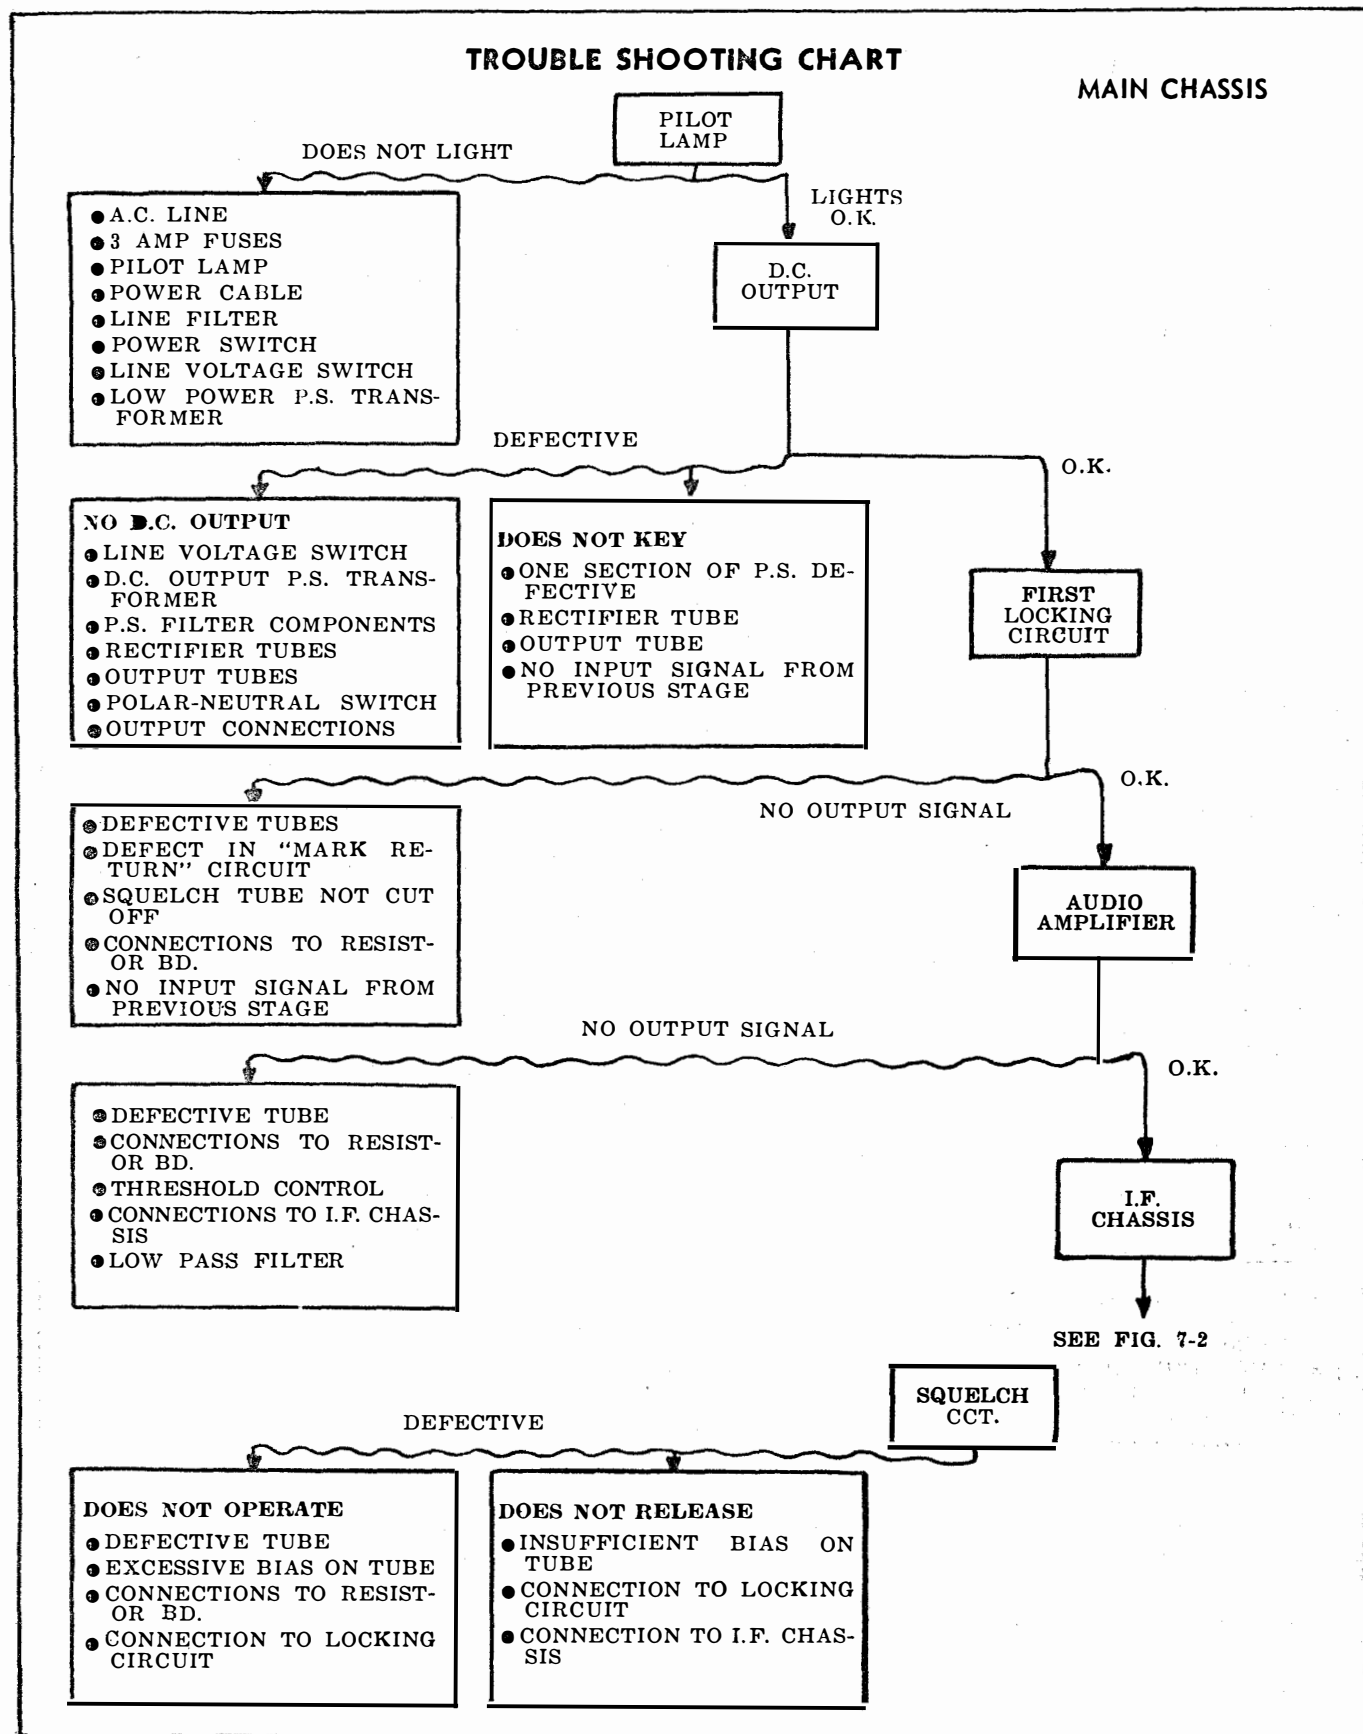 TROUBLE SHOOTING CHART
MAIN CHASSIS
PILOT
LAMP
DOES NOT LIGHT
LIGHTS
O.K.
● A.C. LINE
● 3 AMP FUSES
● PILOT LAMP
● POWER CABLE
● LINE FILTER
● POWER SWITCH
● LINE VOLTAGE SWITCH
● LOW POWER P.S. TRANS-
FORMER
D.C.
OUTPUT
DEFECTIVE
O.K.
NO D.C. OUTPUT
● LINE VOLTAGE SWITCH
● D.C. OUTPUT P.S. TRANS-
FORMER
● P.S. FILTER COMPONENTS
● RECTIFIER TUBES
● OUTPUT TUBES
● POLAR-NEUTRAL SWITCH
● OUTPUT CONNECTIONS
DOES NOT KEY
● ONE SECTION OF P.S. DE-
FECTIVE
● RECTIFIER TUBE
● OUTPUT TUBE
● NO INPUT SIGNAL FROM
PREVIOUS STAGE
FIRST
LOCKING
CIRCUIT
O.K.
NO OUTPUT SIGNAL
● DEFECTIVE TUBES
● DEFECT IN "MARK RE-
TURN" CIRCUIT
● SQUELCH TUBE NOT CUT
OFF
● CONNECTIONS TO RESIST-
OR BD.
● NO INPUT SIGNAL FROM
PREVIOUS STAGE
AUDIO
AMPLIFIER
NO OUTPUT SIGNAL
O.K.
● DEFECTIVE TUBE
● CONNECTIONS TO RESIST-
OR BD.
● THRESHOLD CONTROL
● CONNECTIONS TO I.F. CHAS-
SIS
● LOW PASS FILTER
I.F.
CHASSIS
SEE FIG. 7-2
SQUELCH
CCT.
DEFECTIVE
DOES NOT OPERATE
● DEFECTIVE TUBE
● EXCESSIVE BIAS ON TUBE
● CONNECTIONS TO RESIST-
OR BD.
● CONNECTION TO LOCKING
CIRCUIT
DOES NOT RELEASE
● INSUFFICIENT BIAS ON
TUBE
● CONNECTION TO LOCKING
CIRCUIT
● CONNECTION TO I.F. CHAS-
SIS